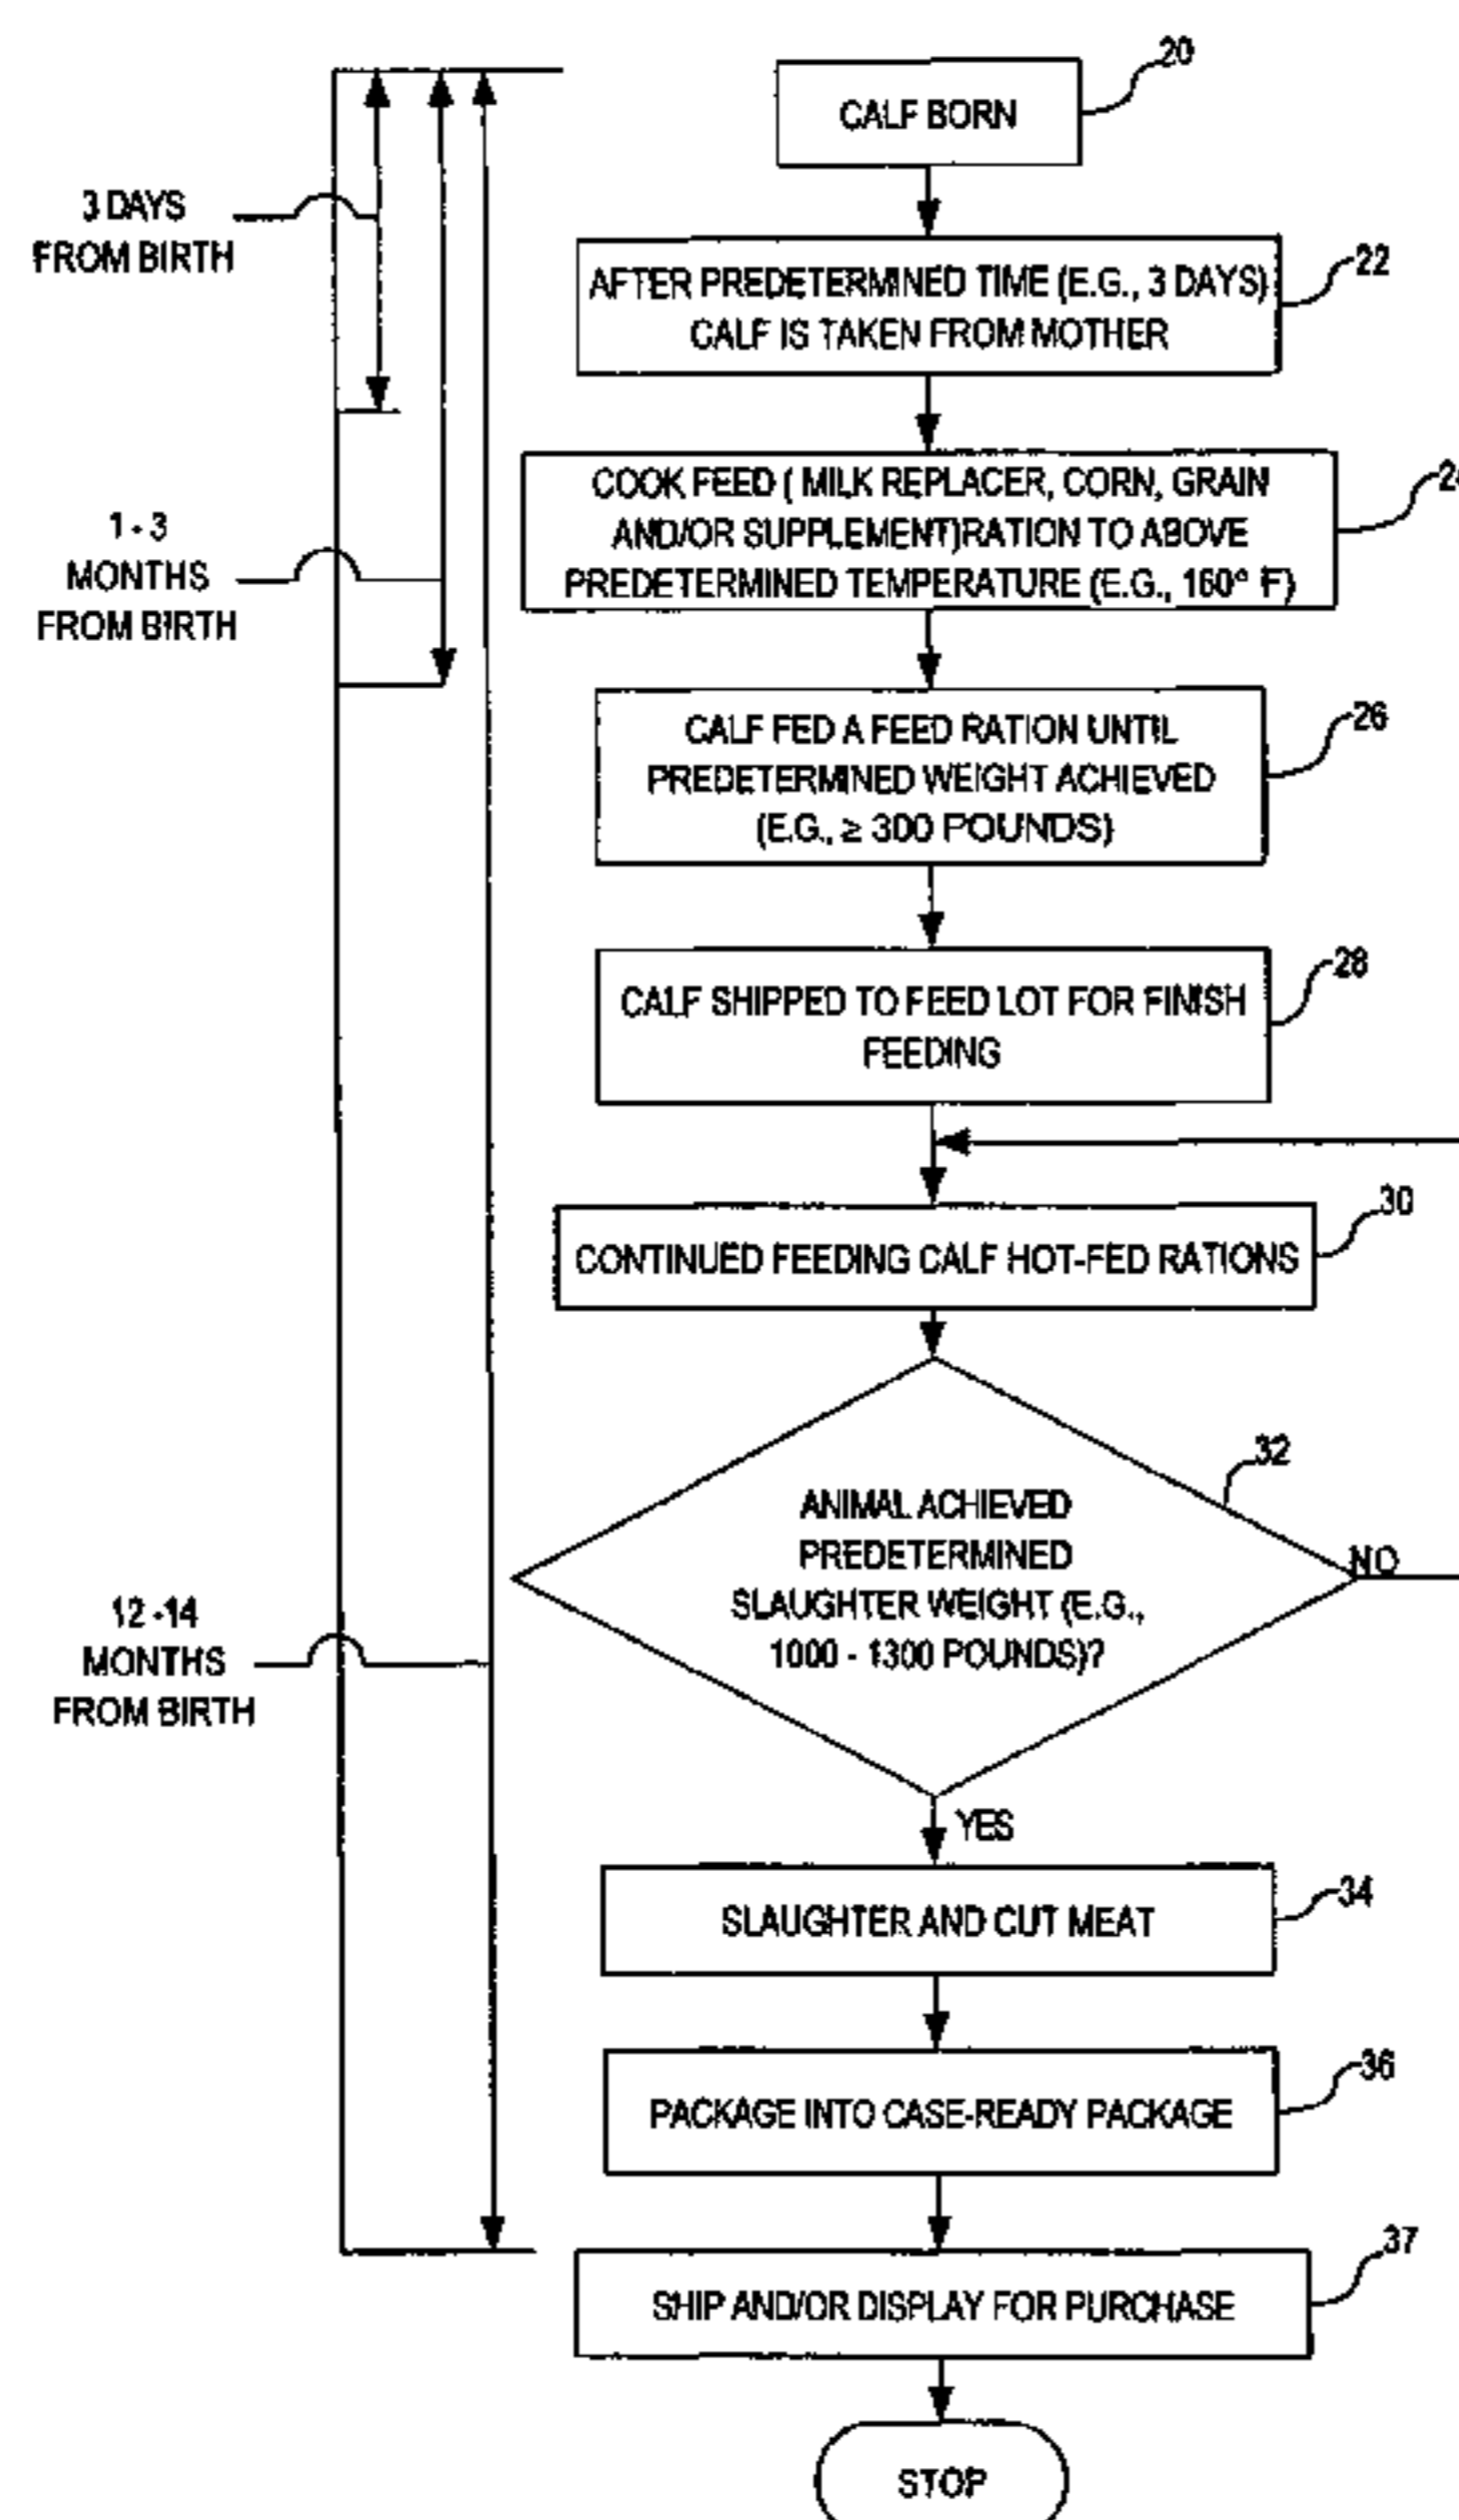 20
CALF BORN
3 DAYS
FROM BIRTH
22
AFTER PREDETERMINED TIME (E.G., 3 DAYS)
CALF IS TAKEN FROM MOTHER
COOK FEED ( MILK REPLACER, CORN, GRAIN
AND/OR SUPPLEMENT)RATION TO ABOVE
PREDETERMINED TEMPERATURE (E.G., 160° F)
1 - 3
MONTHS
FROM BIRTH
26
CALF FED A FEED RATION UNTIL
PREDETERMINED WEIGHT ACHIEVED
(E.G., ≥ 300 POUNDS)
28
CALF SHIPPED TO FEED LOT FOR FINISH
FEEDING
30
CONTINUED FEEDING CALF HOT-FED RATIONS
32
ANIMAL ACHIEVED
PREDETERMINED
SLAUGHTER WEIGHT (E.G.,
1000 - 1300 POUNDS)?
NO
12 -14
MONTHS
FROM BIRTH
YES
34
SLAUGHTER AND CUT MEAT
36
PACKAGE INTO CASE-READY PACKAGE
37
SHIP AND/OR DISPLAY FOR PURCHASE
STOP